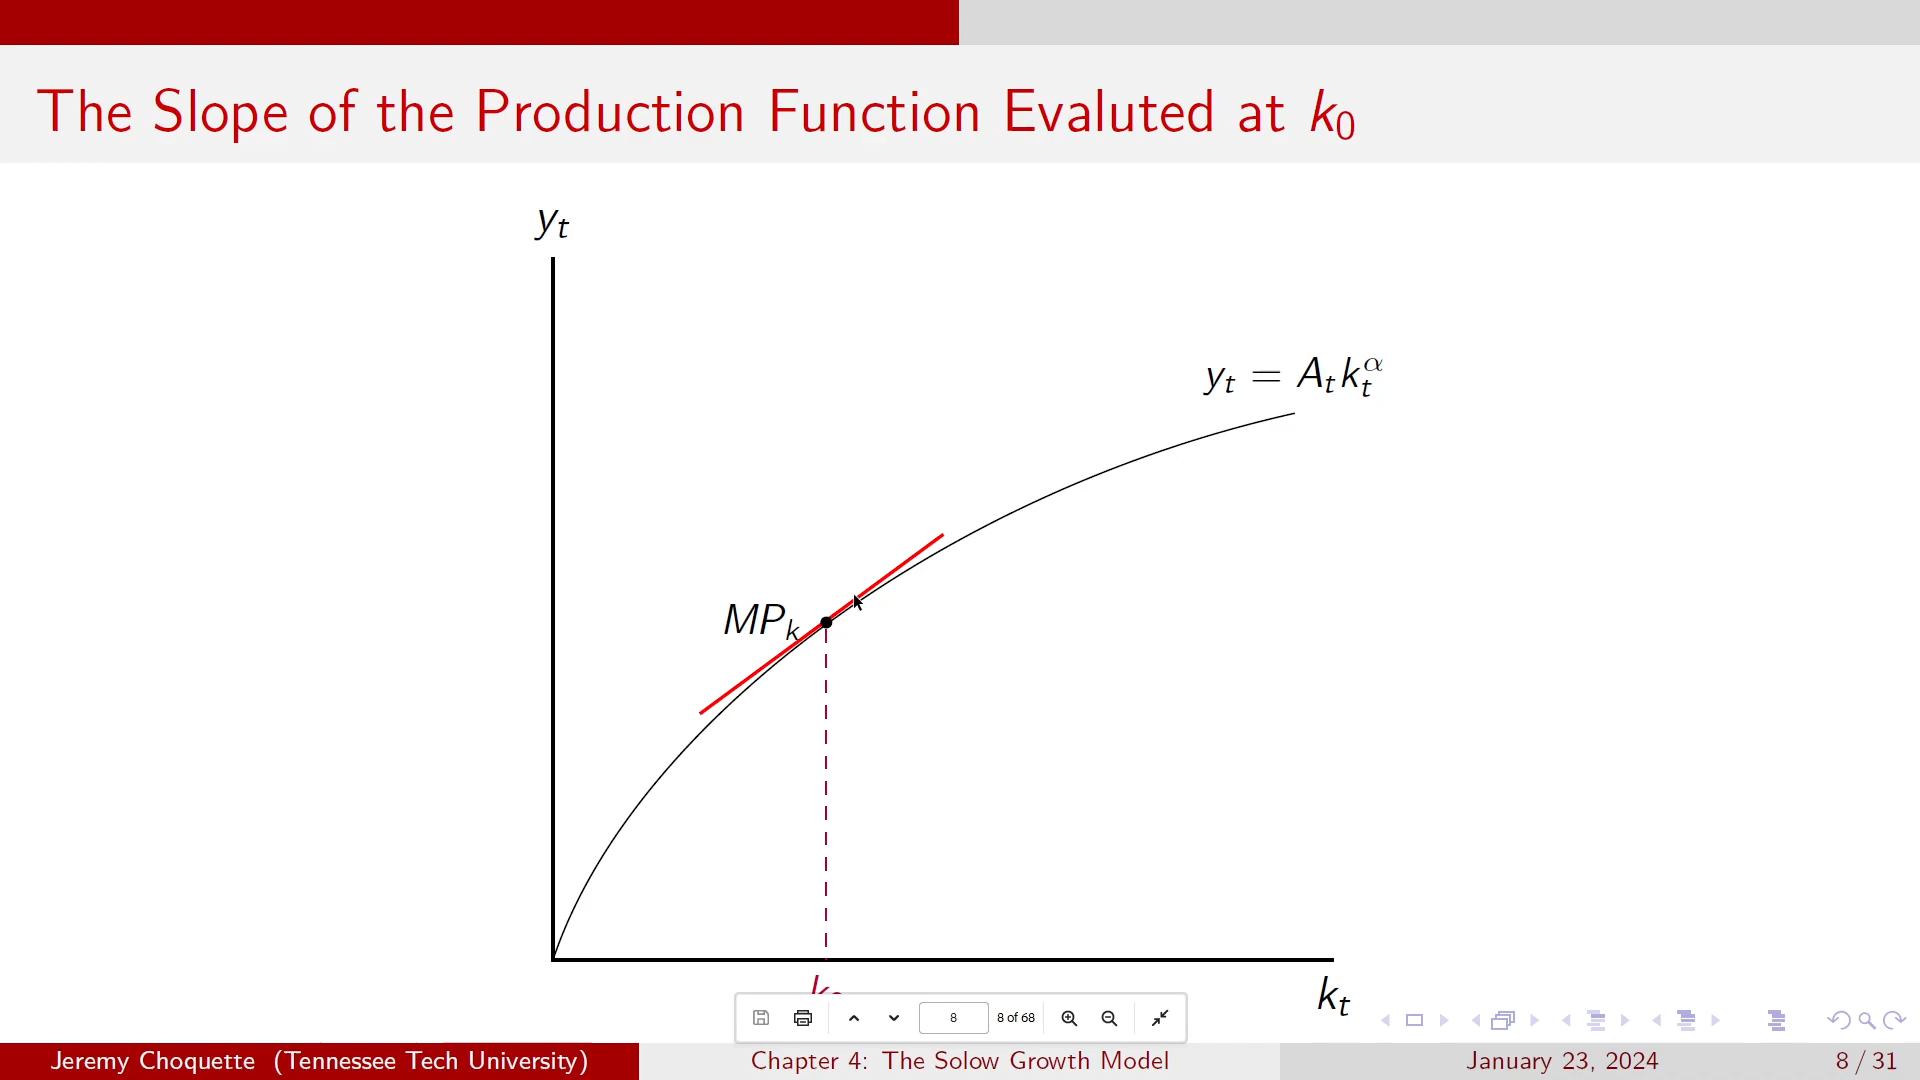 The Slope of the Production Function Evaluted at k₀
yₜ
yₜ = Aₜkₜ^α
MPₖ
kₜ
8 8 of 68
Jeremy Choquette (Tennessee Tech University) Chapter 4: The Solow Growth Model January 23, 2024 8 / 31